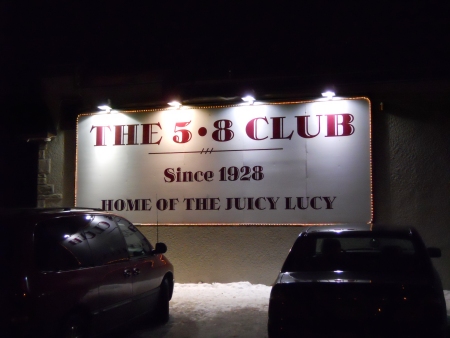 THE 5•8 CLUB
Since 1928
HOME OF THE JUICY LUCY